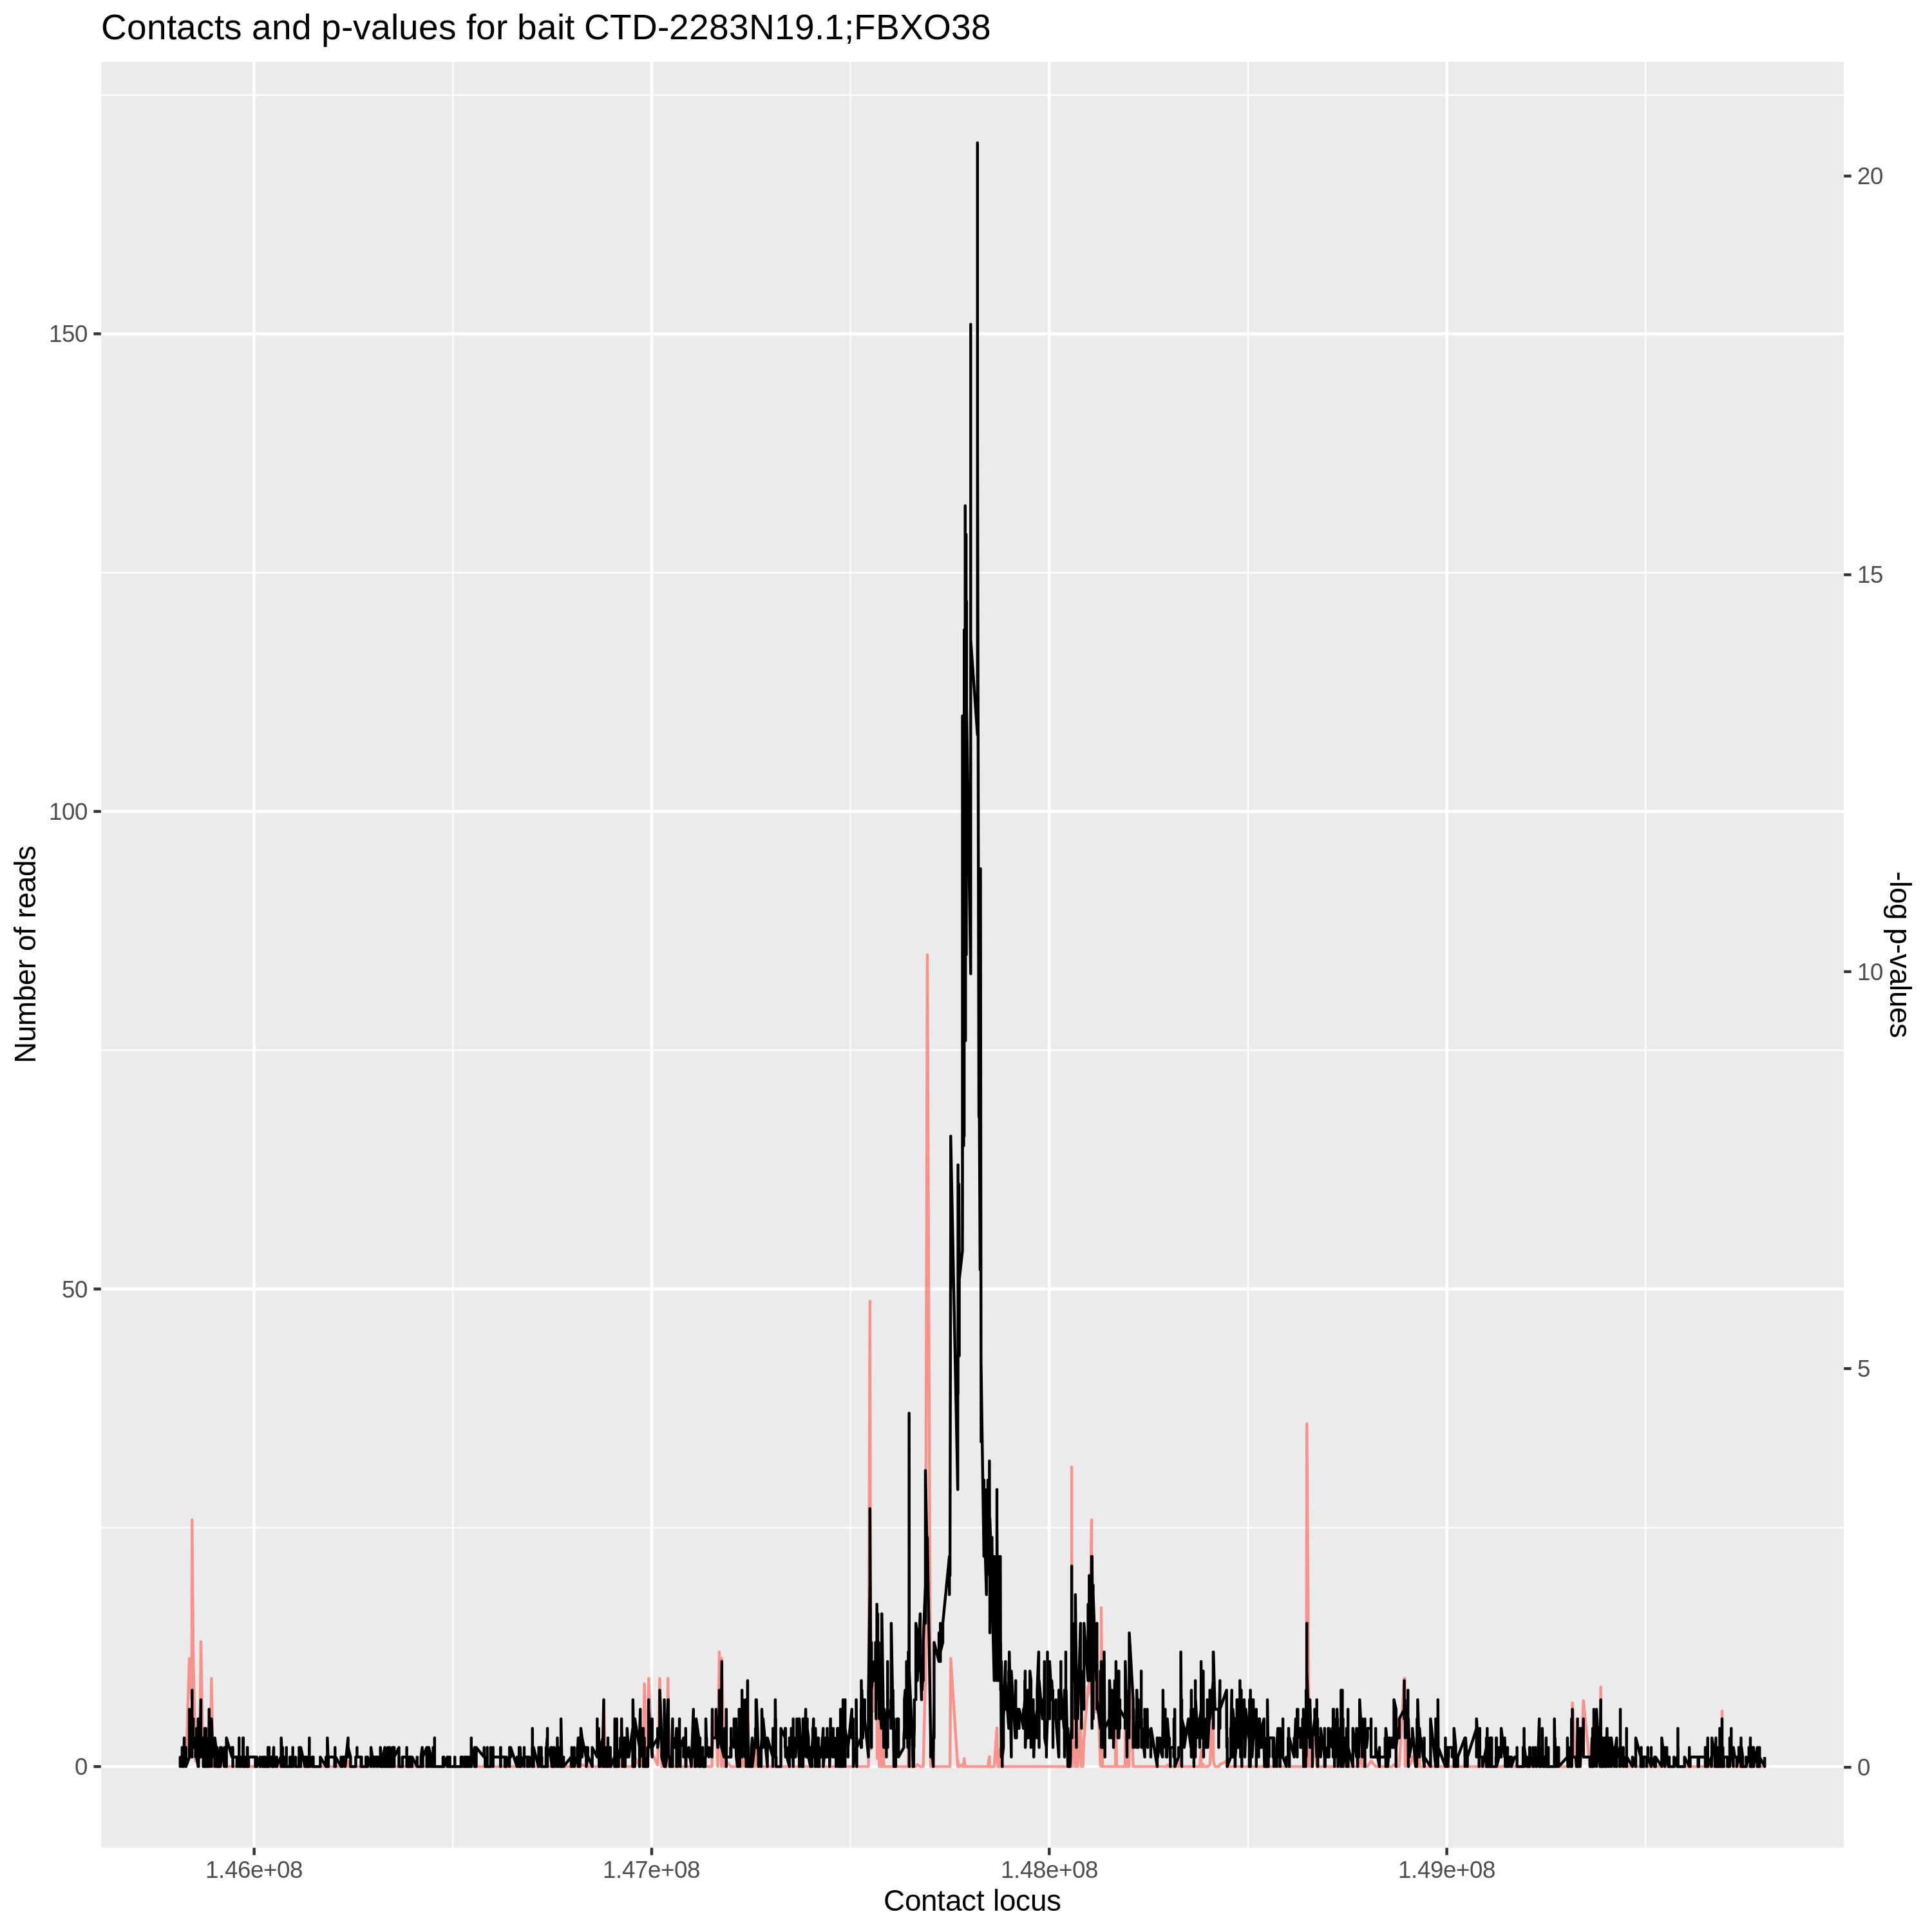 Contacts and p-values for bait CTD-2283N19.1;FBXO38
150
100
50
0
Number of reads
20
15
10
5
0
-log p-values
1.46e+08
1.47e+08
1.48e+08
1.49e+08
Contact locus